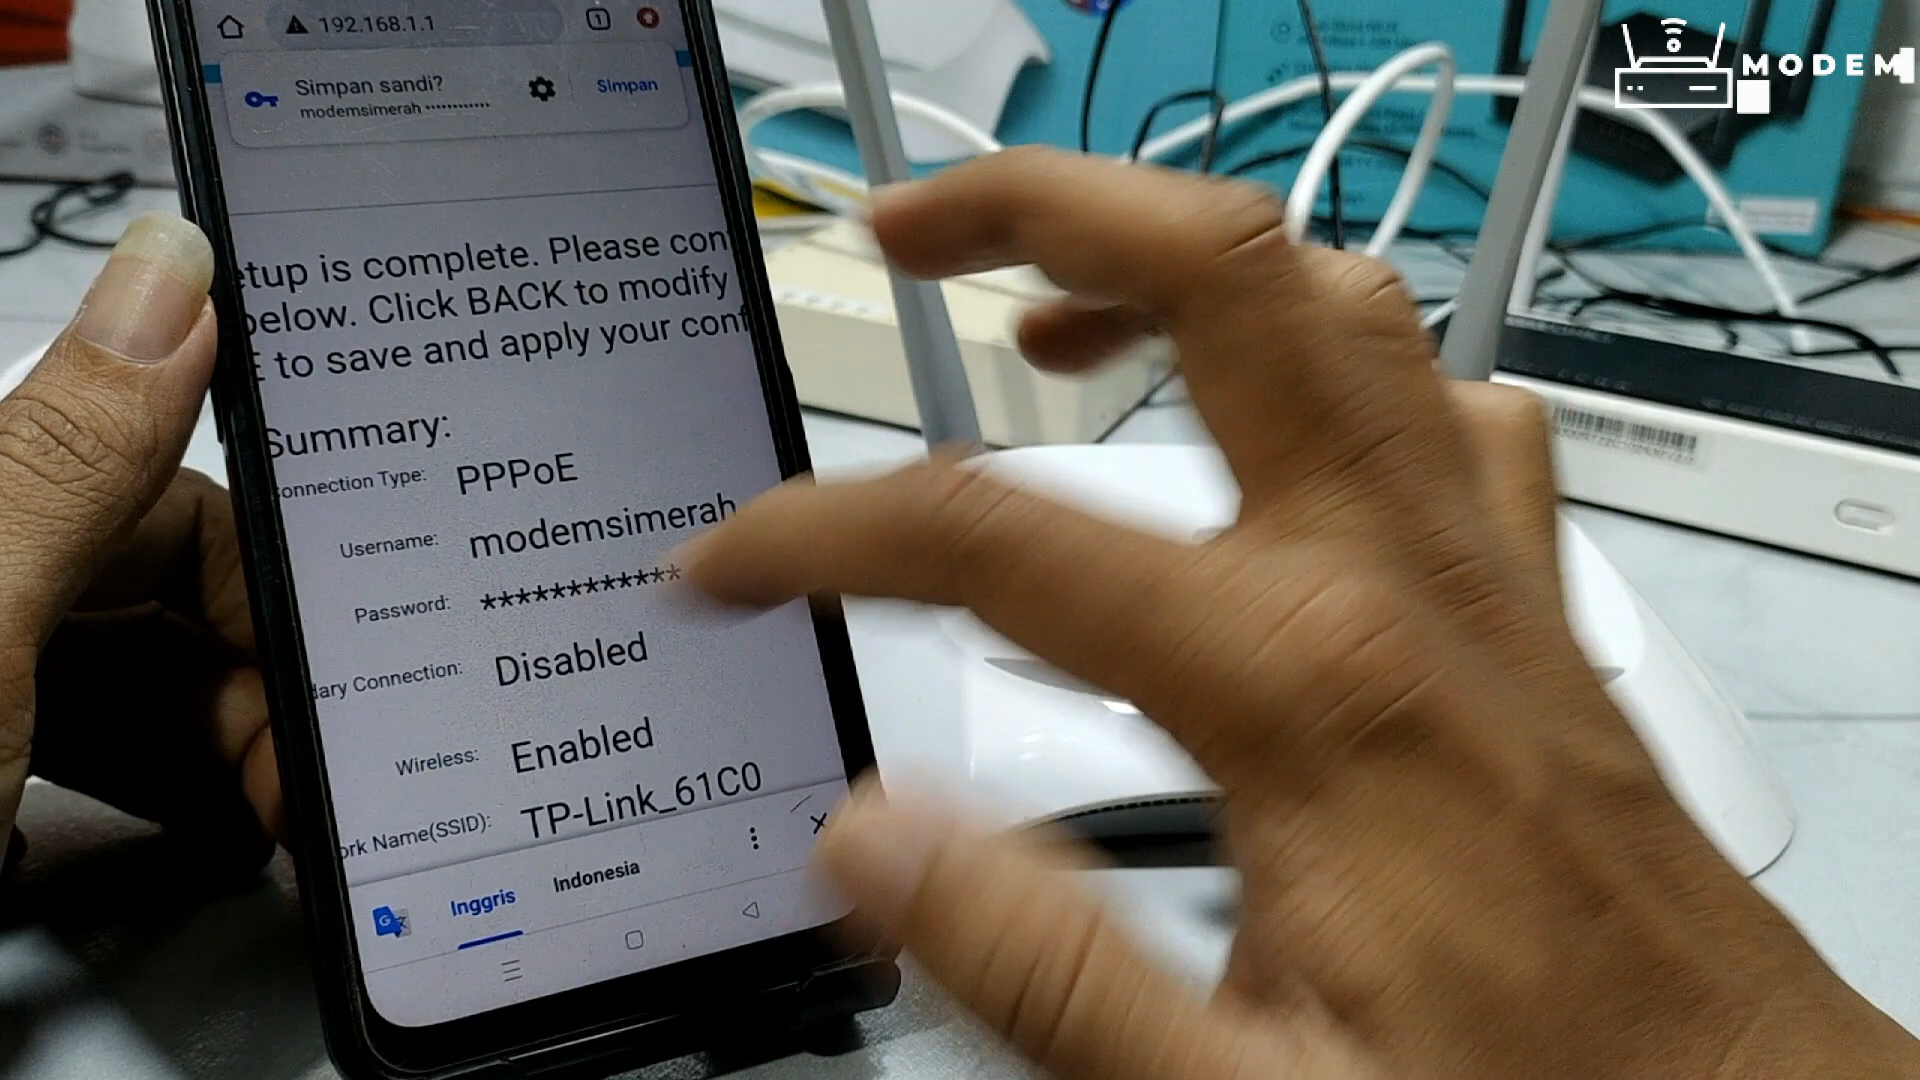 192.168.1.1
1
Simpan sandi?
modemsimerah ••••••••••••
Simpan
MODEM
etup is complete. Please con
below. Click BACK to modify
E to save and apply your conf
Summary:
onnection Type: PPPoE
Username: modemsimerah
Password: ************
dary Connection: Disabled
Wireless: Enabled
ork Name(SSID): TP-Link_61C0
Inggris
Indonesia